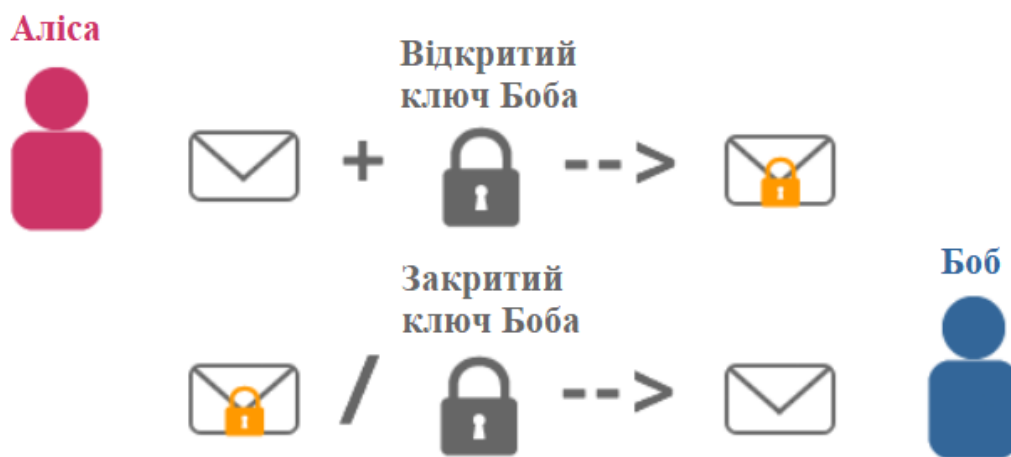 Аліса
Відкритий
ключ Боба
+
-->
Боб
Закритий
ключ Боба
/
-->